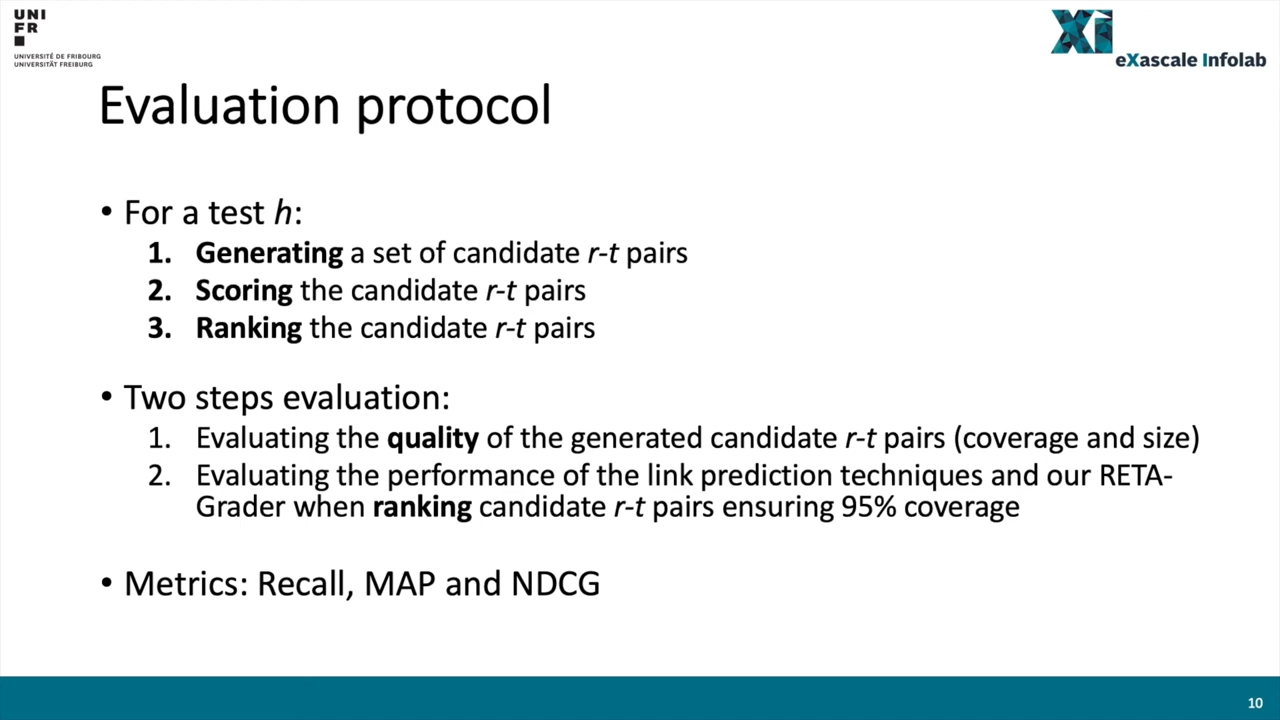 UNI
FR
UNIVERSITÉ DE FRIBOURG
UNIVERSITÄT FREIBURG
eXascale Infolab
Evaluation protocol
• For a test h:
1. Generating a set of candidate r-t pairs
2. Scoring the candidate r-t pairs
3. Ranking the candidate r-t pairs
• Two steps evaluation:
1. Evaluating the quality of the generated candidate r-t pairs (coverage and size)
2. Evaluating the performance of the link prediction techniques and our RETA-
Grader when ranking candidate r-t pairs ensuring 95% coverage
• Metrics: Recall, MAP and NDCG
10